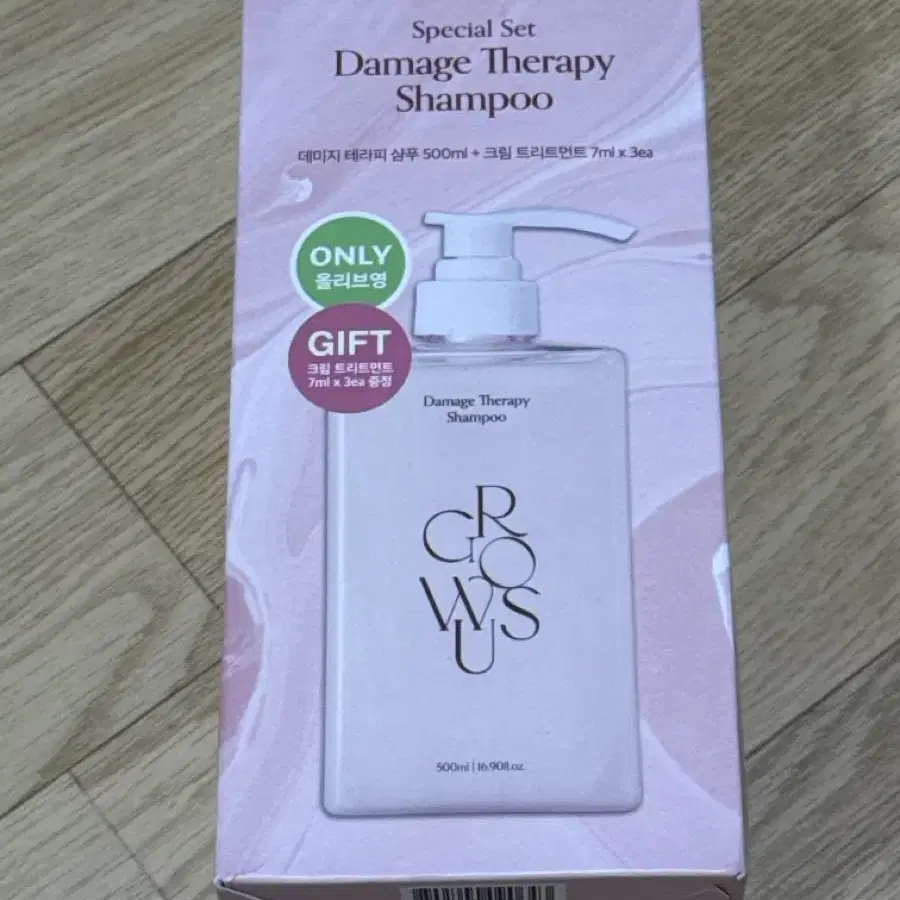 Special Set
Damage Therapy
Shampoo
데미지 테라피 샴푸 500ml + 크림 트리트먼트 7ml x 3ea
ONLY
올리브영
GIFT
크림 트리트먼트
7ml x 3ea 증정
Damage Therapy
Shampoo
GROWUS
500ml | 16.908l.oz.